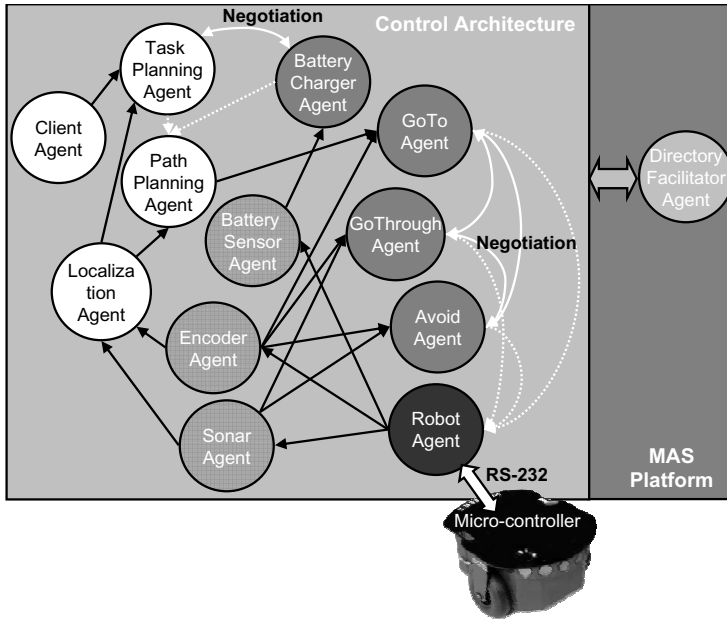 Negotiation
Control Architecture
Task
Planning
Agent
Battery
Charger
Agent
Client
Agent
GoTo
Agent
Path
Planning
Agent
Directory
Facilitator
Agent
Battery
Sensor
Agent
GoThrough
Agent
Negotiation
Localiza
tion
Agent
Encoder
Agent
Avoid
Agent
Sonar
Agent
Robot
Agent
MAS
Platform
RS-232
Micro-controller